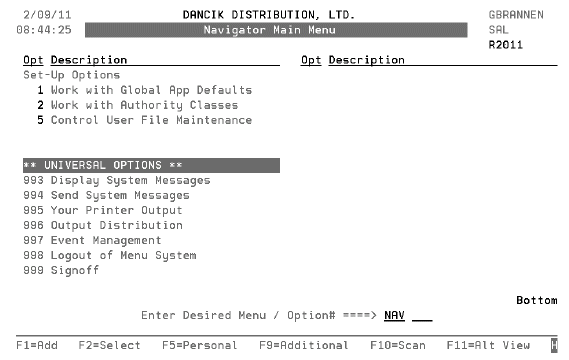 2/09/11 DANCIK DISTRIBUTION, LTD. GBRANNEN
08:44:25 Navigator Main Menu SAL
R2011
Opt Description Opt Description
Set-Up Options
1 Work with Global App Defaults
2 Work with Authority Classes
5 Control User File Maintenance
** UNIVERSAL OPTIONS **
993 Display System Messages
994 Send System Messages
995 Your Printer Output
996 Output Distribution
997 Event Management
998 Logout of Menu System
999 Signoff
Bottom
Enter Desired Menu / Option# ====> NAV ___
F1=Add F2=Select F5=Personal F9=Additional F10=Scan F11=Alt View H